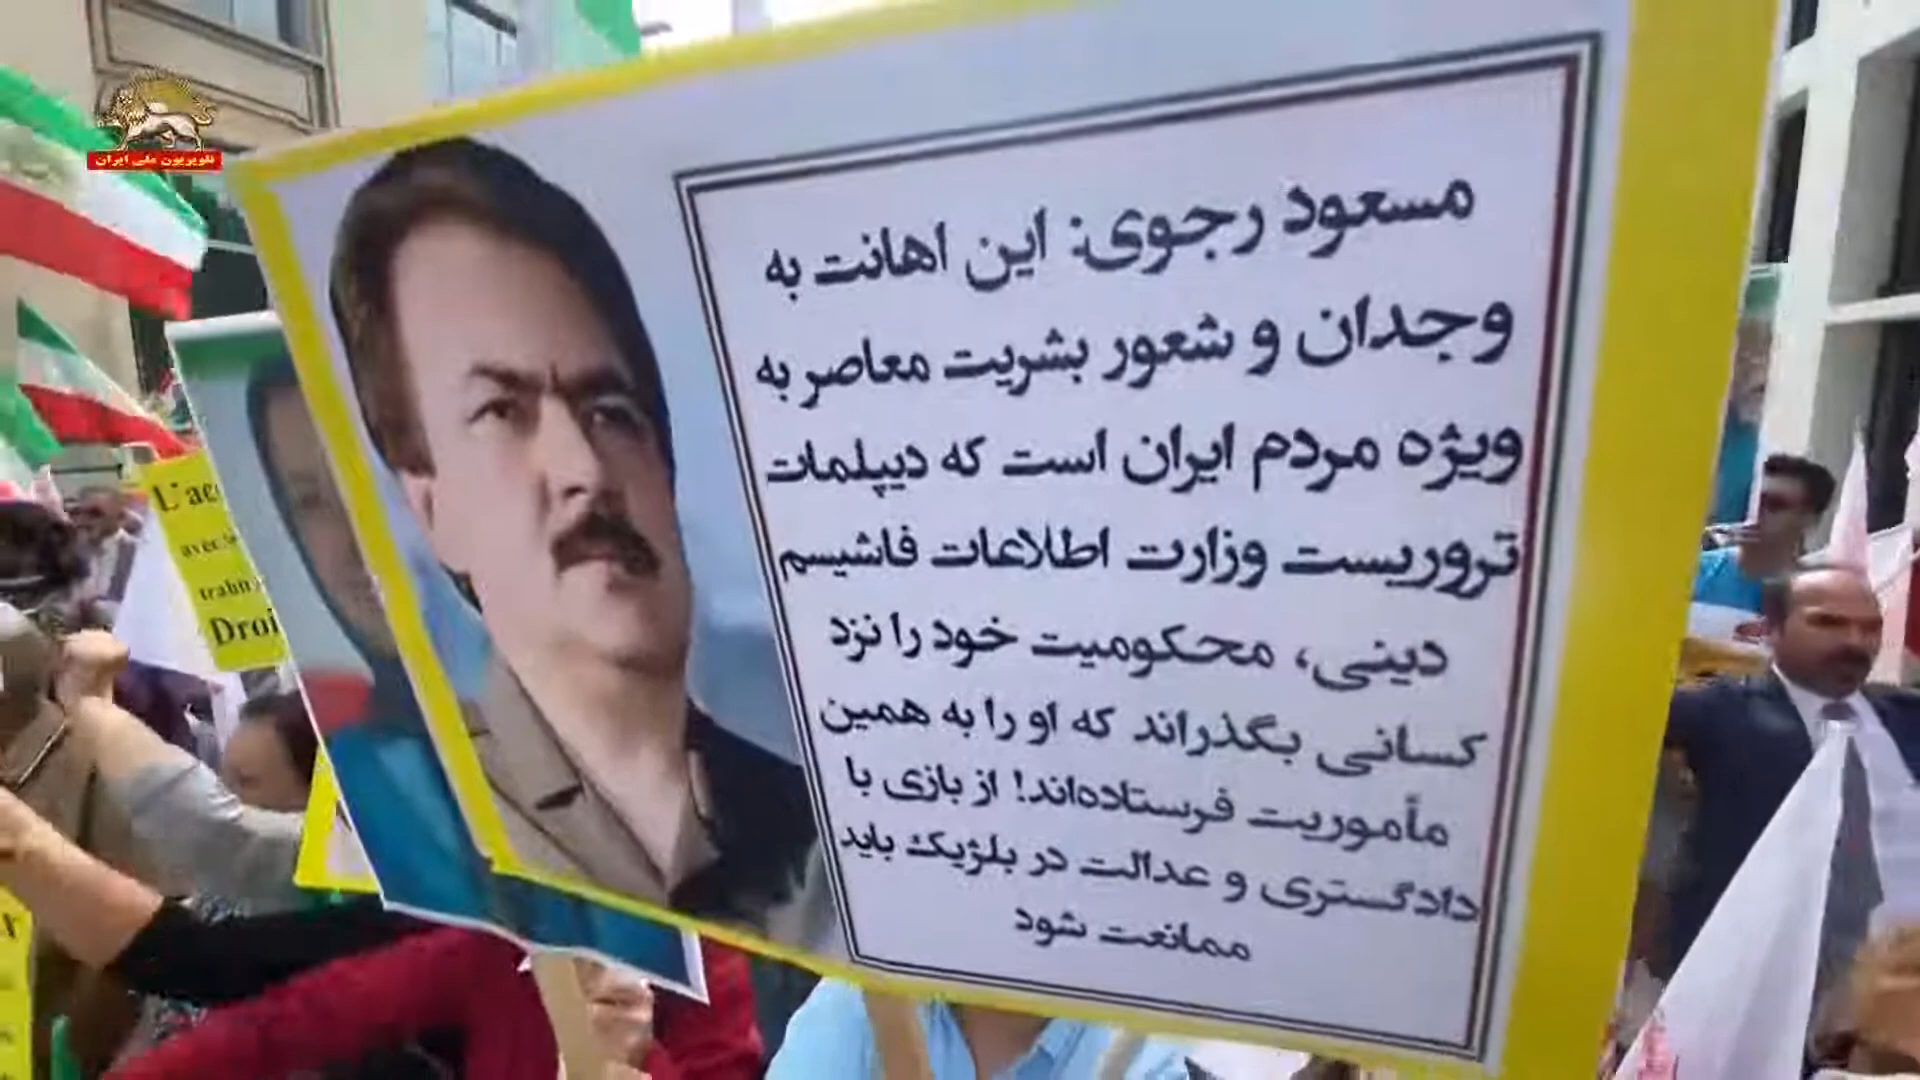 تلویزیون ملی ایران
مسعود رجوی: این اهانت به
وجدان و شعور بشریت معاصر به
ویژه مردم ایران است که دیپلمات
تروریست وزارت اطلاعات فاشیسم
دینی، محکومیت خود را نزد
کسانی بگذراند که او را به همین
مأموریت فرستاده‌اند! از بازی با
دادگستری و عدالت در بلژیک باید
ممانعت شود
L'acc
avec
Droi